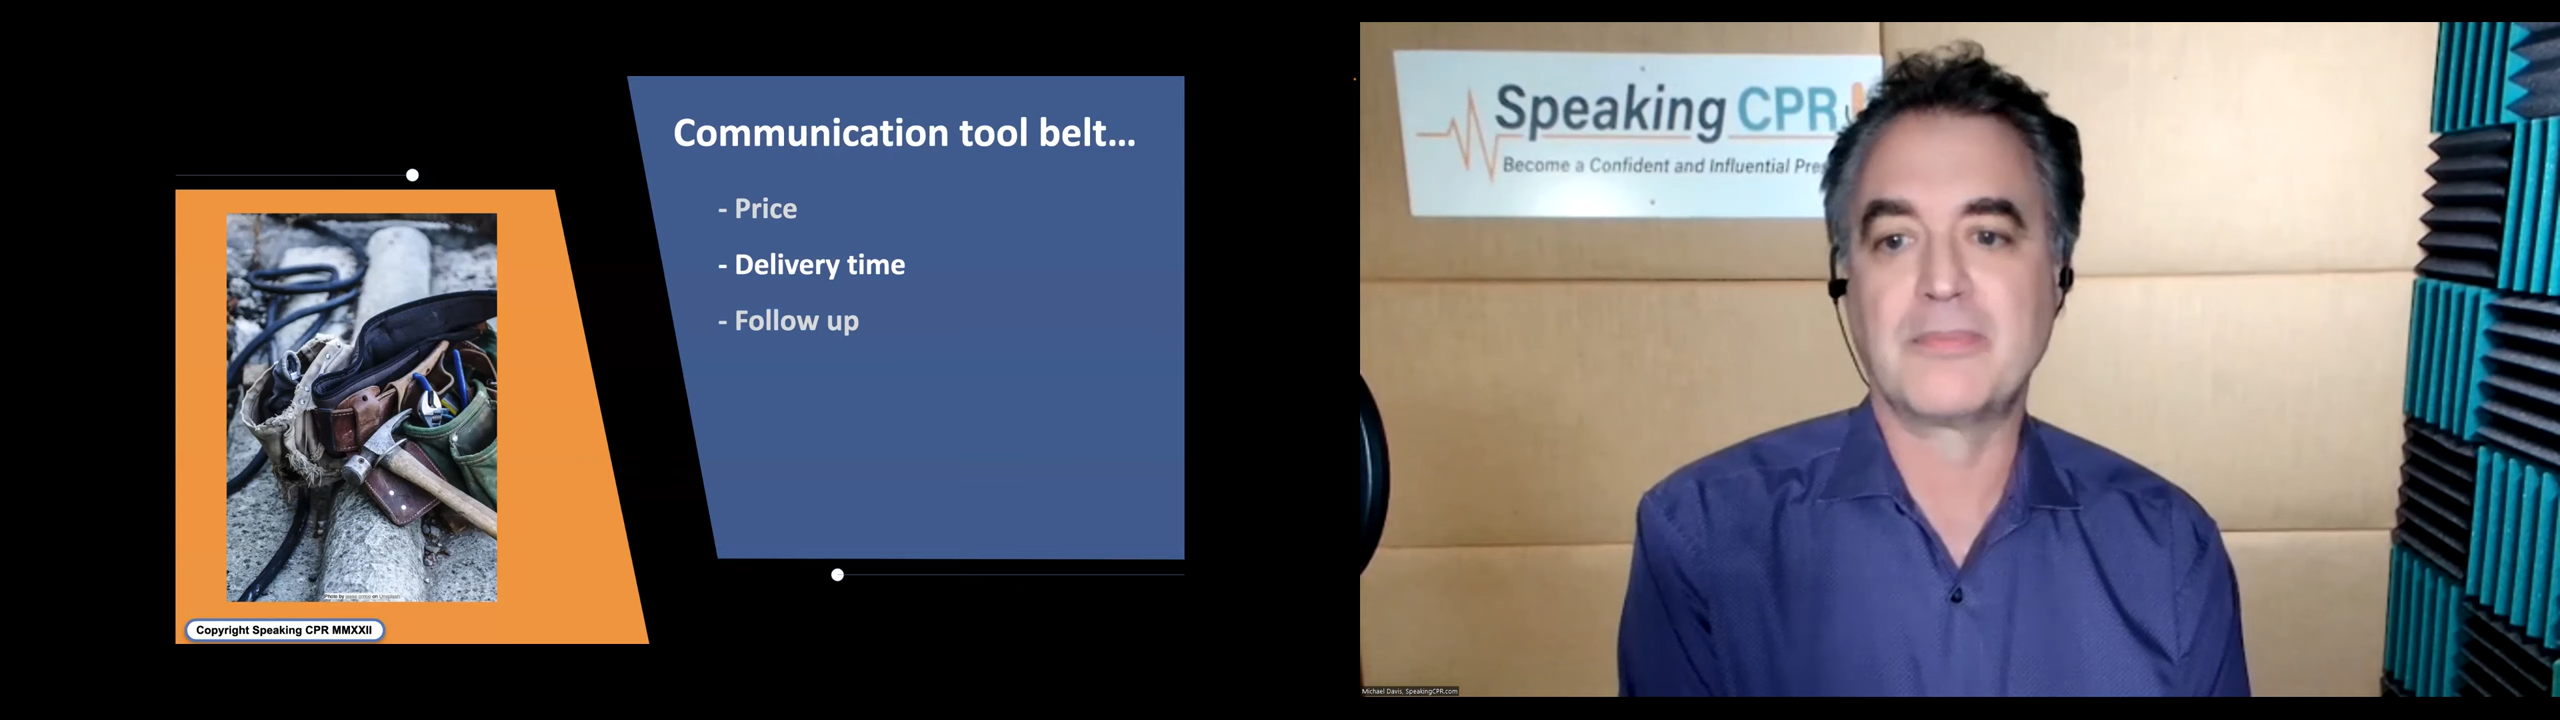 Communication tool belt...
- Price
- Delivery time
- Follow up
Copyright Speaking CPR MMXXII
Speaking CPR
Become a Confident and Influential
Michael Davis, SpeakingCPR.com